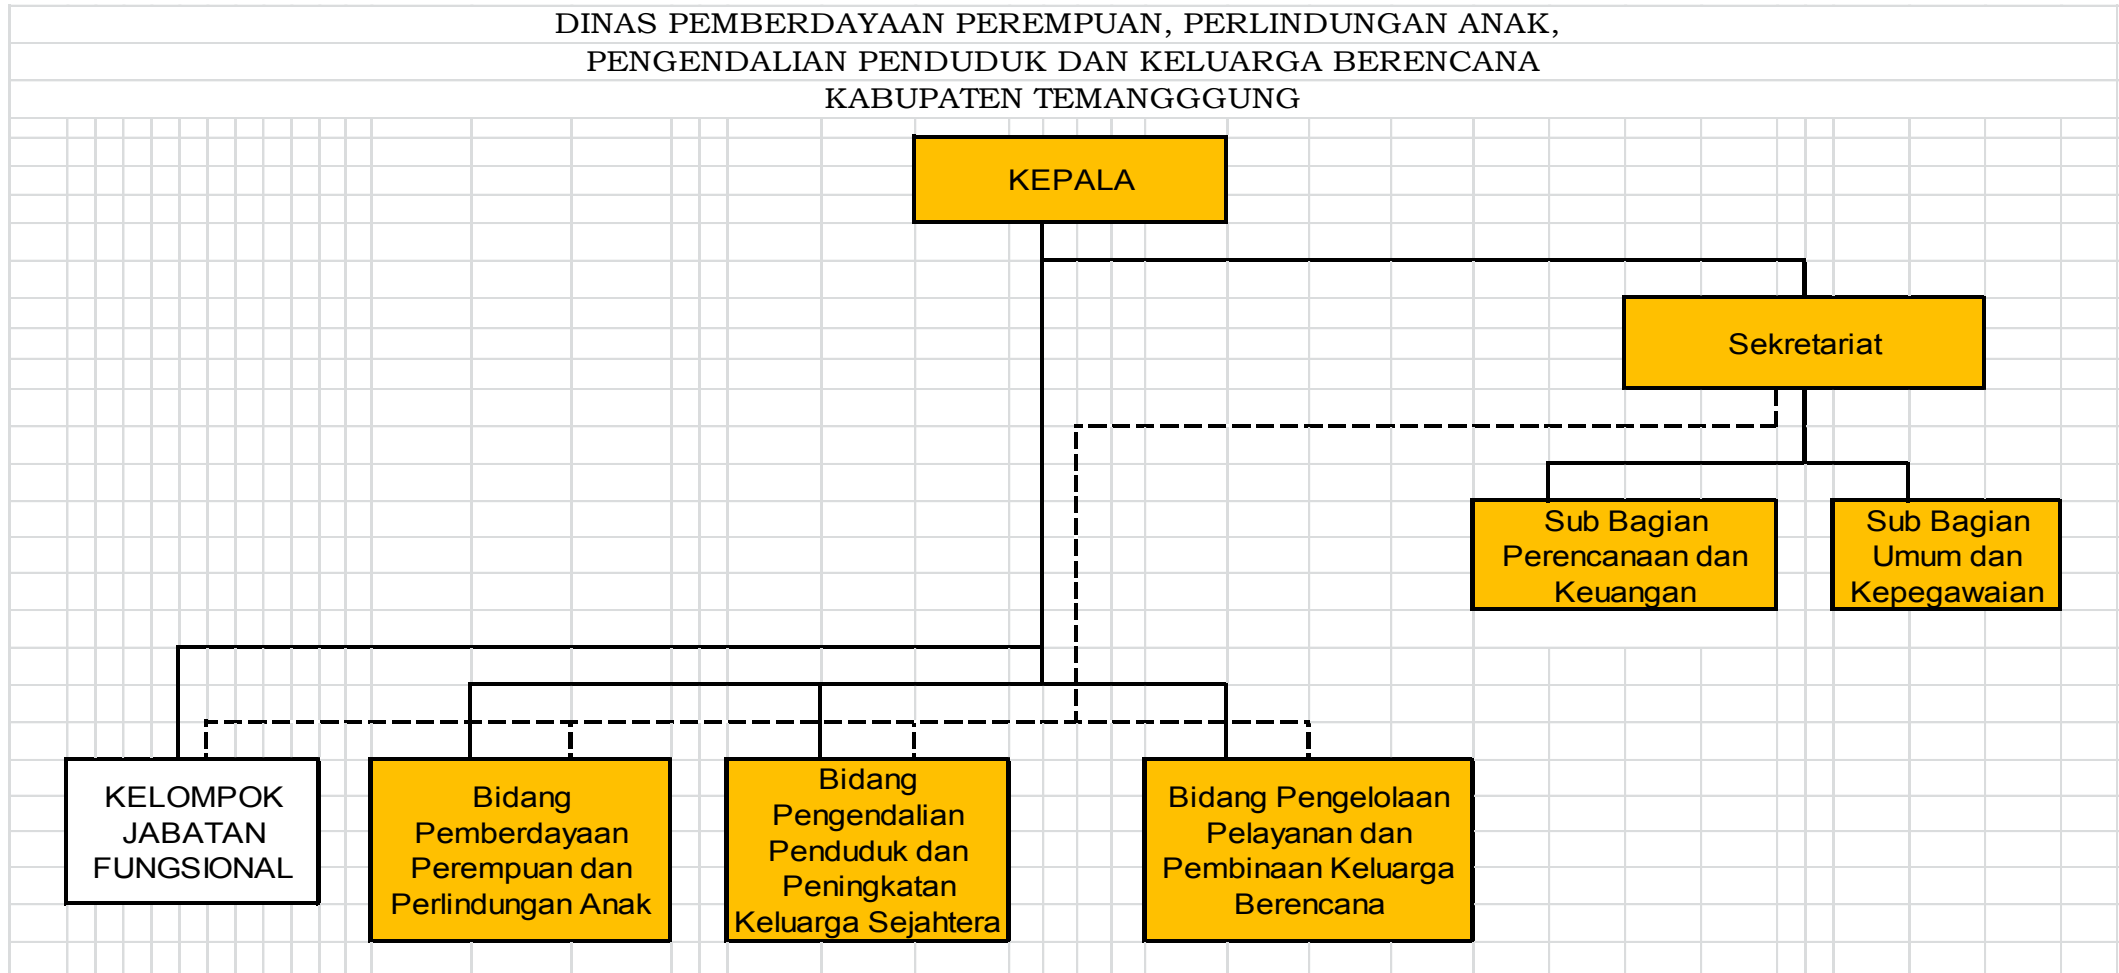 DINAS PEMBERDAYAAN PEREMPUAN, PERLINDUNGAN ANAK,
PENGENDALIAN PENDUDUK DAN KELUARGA BERENCANA
KABUPATEN TEMANGGGUNG
KEPALA
Sekretariat
Sub Bagian
Perencanaan dan
Keuangan
Sub Bagian
Umum dan
Kepegawaian
KELOMPOK
JABATAN
FUNGSIONAL
Bidang
Pemberdayaan
Perempuan dan
Perlindungan Anak
Bidang
Pengendalian
Penduduk dan
Peningkatan
Keluarga Sejahtera
Bidang Pengelolaan
Pelayanan dan
Pembinaan Keluarga
Berencana